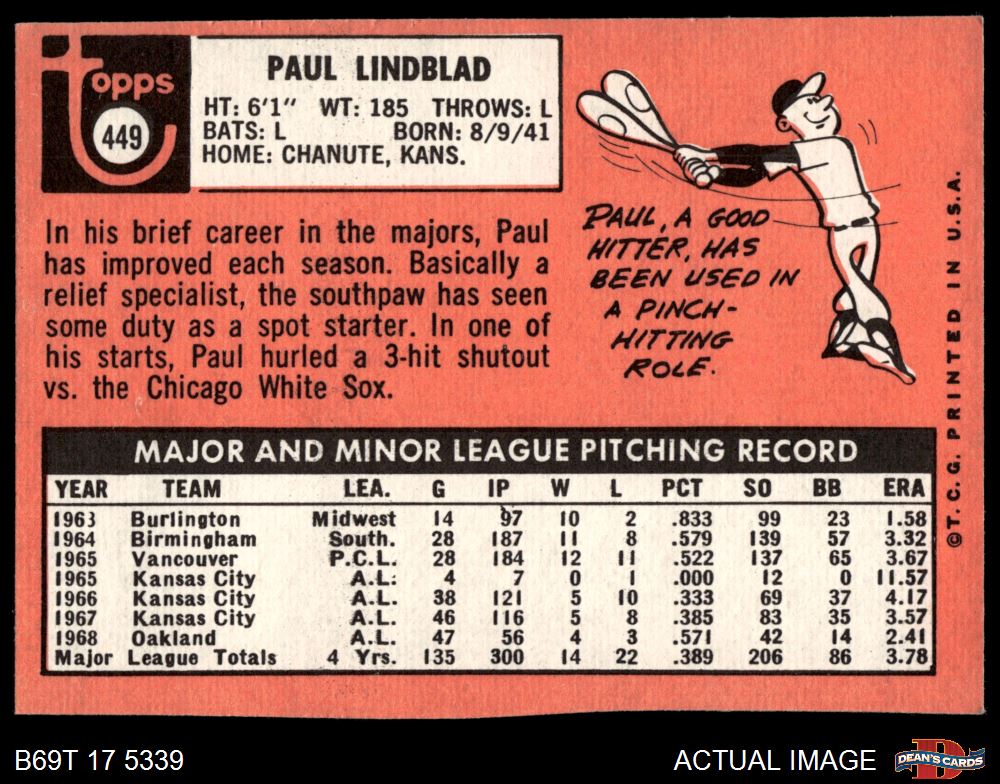 topps
449
PAUL LINDBLAD
HT: 6'1" WT: 185 THROWS: L
BATS: L BORN: 8/9/41
HOME: CHANUTE, KANS.
In his brief career in the majors, Paul
has improved each season. Basically a
relief specialist, the southpaw has seen
some duty as a spot starter. In one of
his starts, Paul hurled a 3-hit shutout
vs. the Chicago White Sox.
PAUL, A GOOD
HITTER, HAS
BEEN USED IN
A PINCH-
HITTING
ROLE.
©T. C. G. PRINTED IN U.S.A.
MAJOR AND MINOR LEAGUE PITCHING RECORD
YEAR TEAM LEA. G IP W L PCT SO BB ERA
1963 Burlington Midwest 14 97 10 2 .833 99 23 1.58
1964 Birmingham South. 28 187 11 8 .579 139 57 3.32
1965 Vancouver P.C.L. 28 184 12 11 .522 137 65 3.67
1965 Kansas City A.L: 4 7 0 1 .000 12 0 11.57
1966 Kansas City A.L. 38 121 5 10 .333 69 37 4.17
1967 Kansas City A.L. 46 116 5 8 .385 83 35 3.57
1968 Oakland A.L. 47 56 4 3 .571 42 14 2.41
Major League Totals 4 Yrs. 135 300 14 22 .389 206 86 3.78
B69T 17 5339
ACTUAL IMAGE
D
DEAN'S CARDS